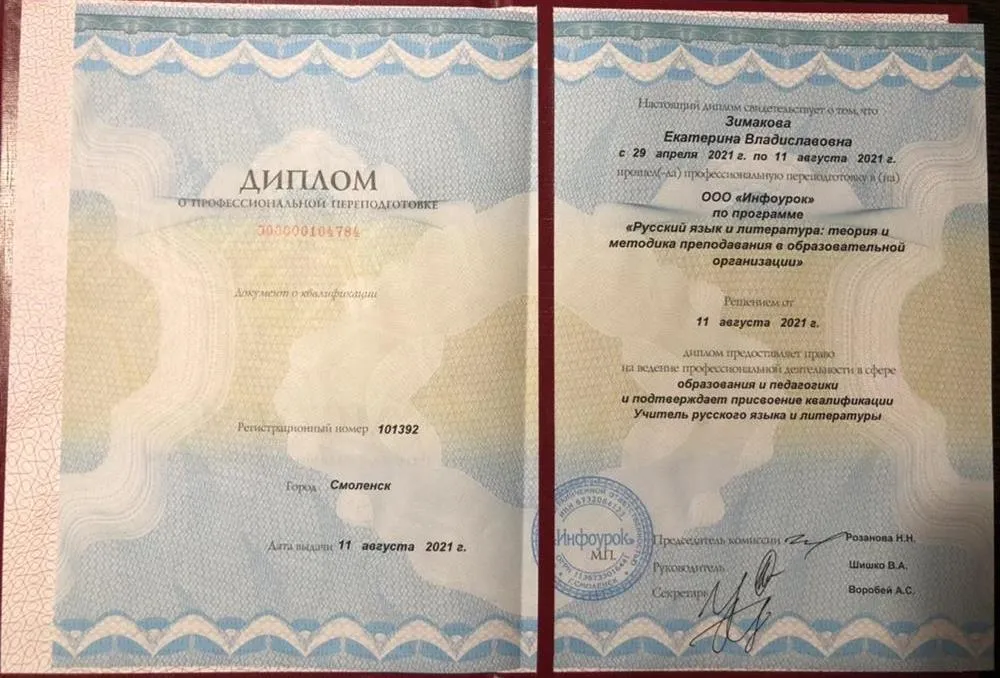 ДИПЛОМ
О ПРОФЕССИОНАЛЬНОЙ ПЕРЕПОДГОТОВКЕ
000000104784
Документ о квалификации
Регистрационный номер 101392
Город Смоленск
Дата выдачи 11 августа 2021 г.
Настоящий диплом свидетельствует о том, что
Зимакова
Екатерина Владиславовна
с 29 апреля 2021 г. по 11 августа 2021 г.
прошел(-ла) профессиональную переподготовку в (на)
ООО «Инфоурок»
по программе
«Русский язык и литература: теория и
методика преподавания в образовательной
организации»
Решением от
11 августа 2021 г.
диплом предоставляет право
на ведение профессиональной деятельности в сфере
образования и педагогики
и подтверждает присвоение квалификации
Учитель русского языка и литературы
«Инфоурок»
М.П.
Г.СМОЛЕНСК
Председатель комиссии Розанова Н.Н.
Руководитель Шишко В.А.
Секретарь Воробей А.С.